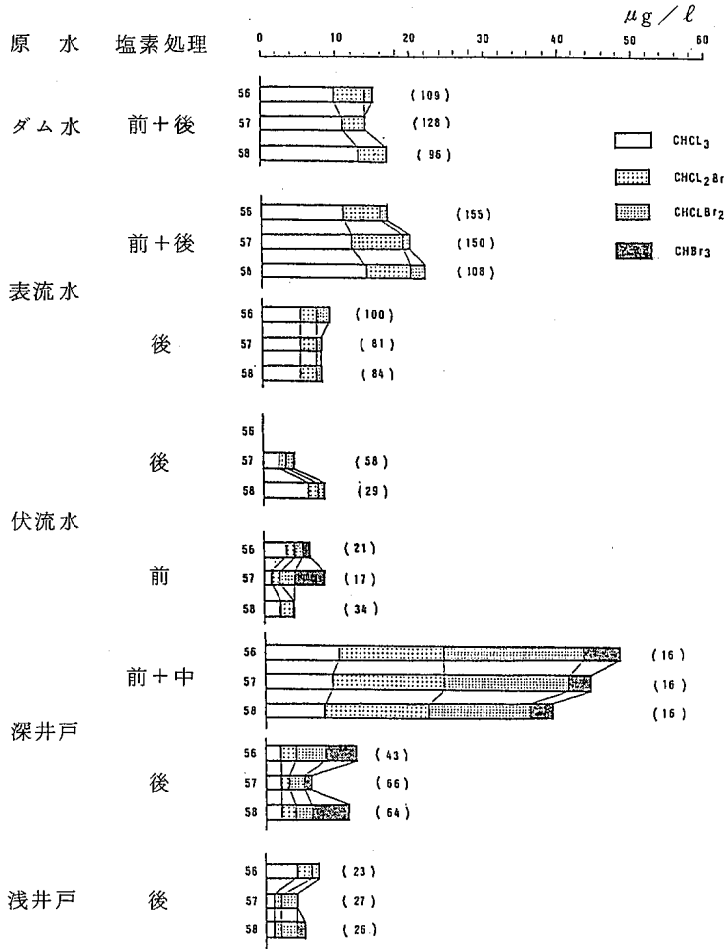 μg／ℓ
原　水　塩素処理
0　10　20　30　40　50　60
56　(109)
ダム水　前＋後　57　(128)
58　(96)
CHCL₃
CHCL₂Br
CHCLBr₂
CHBr₃
56　(155)
前＋後　57　(150)
58　(108)
表流水
56　(100)
後　57　(81)
58　(84)
56
後　57　(58)
58　(29)
伏流水
56　(21)
前　57　(17)
58　(34)
前＋中　56　(16)
57　(16)
58　(16)
深井戸
56　(43)
後　57　(66)
58　(64)
56　(23)
浅井戸　後　57　(27)
58　(26)